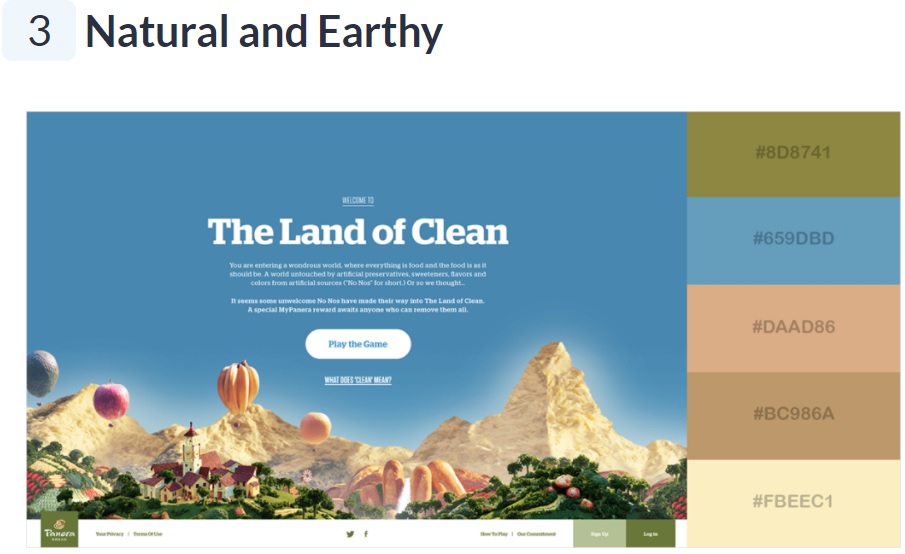 3 Natural and Earthy
WELCOME TO
The Land of Clean
You are entering a wondrous world, where everything is food and the food is as it
should be. A world untouched by artificial preservatives, sweeteners, flavors and
colors from artificial sources ("No Nos" for short.) Or so we thought...
It seems some unwelcome No Nos have made their way into The Land of Clean.
A special MyPanera reward awaits anyone who can remove them all.
Play the Game
WHAT DOES 'CLEAN' MEAN?
#8D8741
#659DBD
#DAAD86
#BC986A
#FBEEC1
Panera
BREAD
Your Privacy | Terms Of Use
How To Play | Our Commitment
Sign Up
Log In